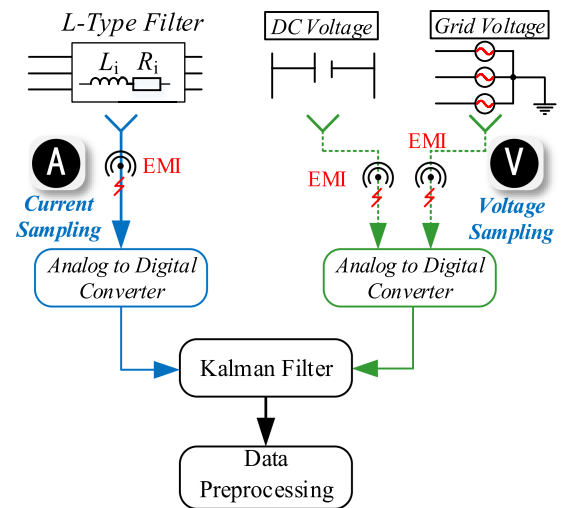 L-Type Filter
DC Voltage
Grid Voltage
Li Ri
A
EMI
EMI
EMI
V
Current
Sampling
Voltage
Sampling
Analog to Digital
Converter
Analog to Digital
Converter
Kalman Filter
Data
Preprocessing